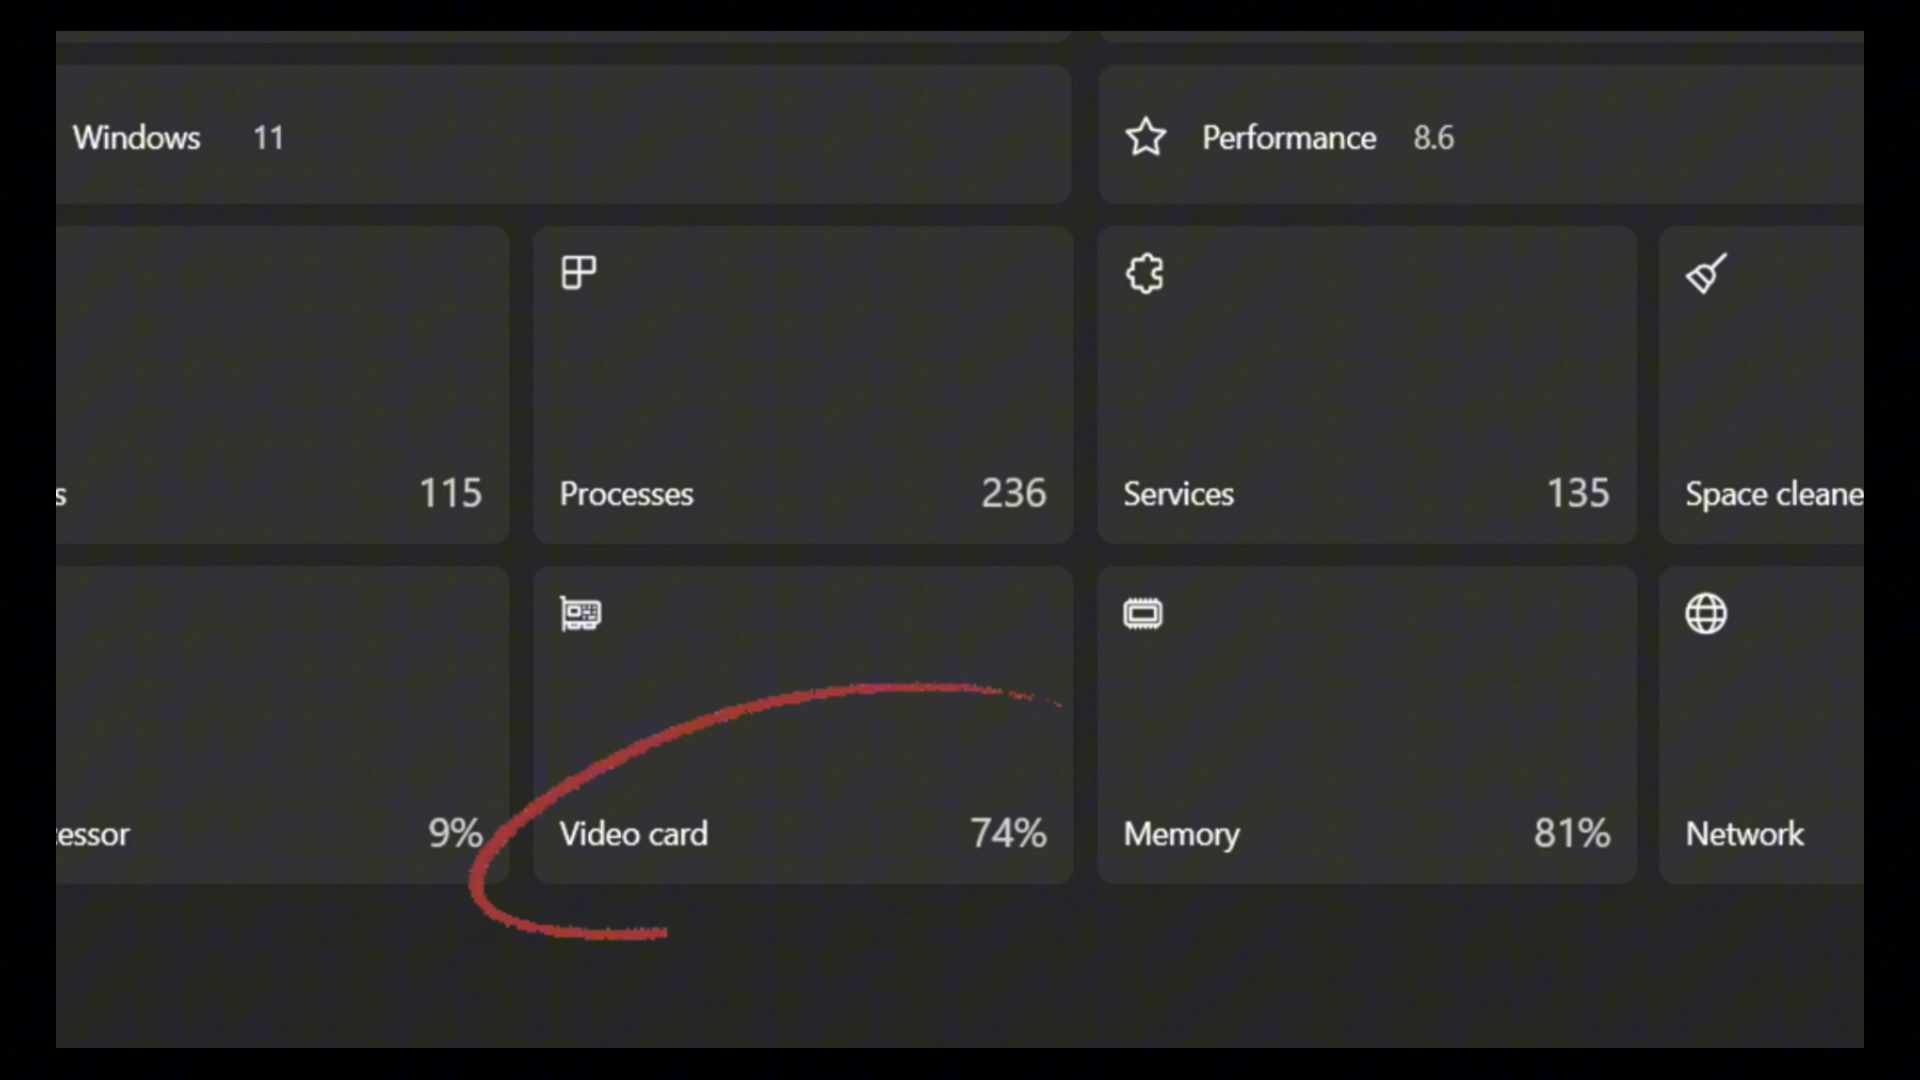 Windows 11
Performance 8.6
s 115
Processes 236
Services 135
Space cleane
essor 9%
Video card 74%
Memory 81%
Network